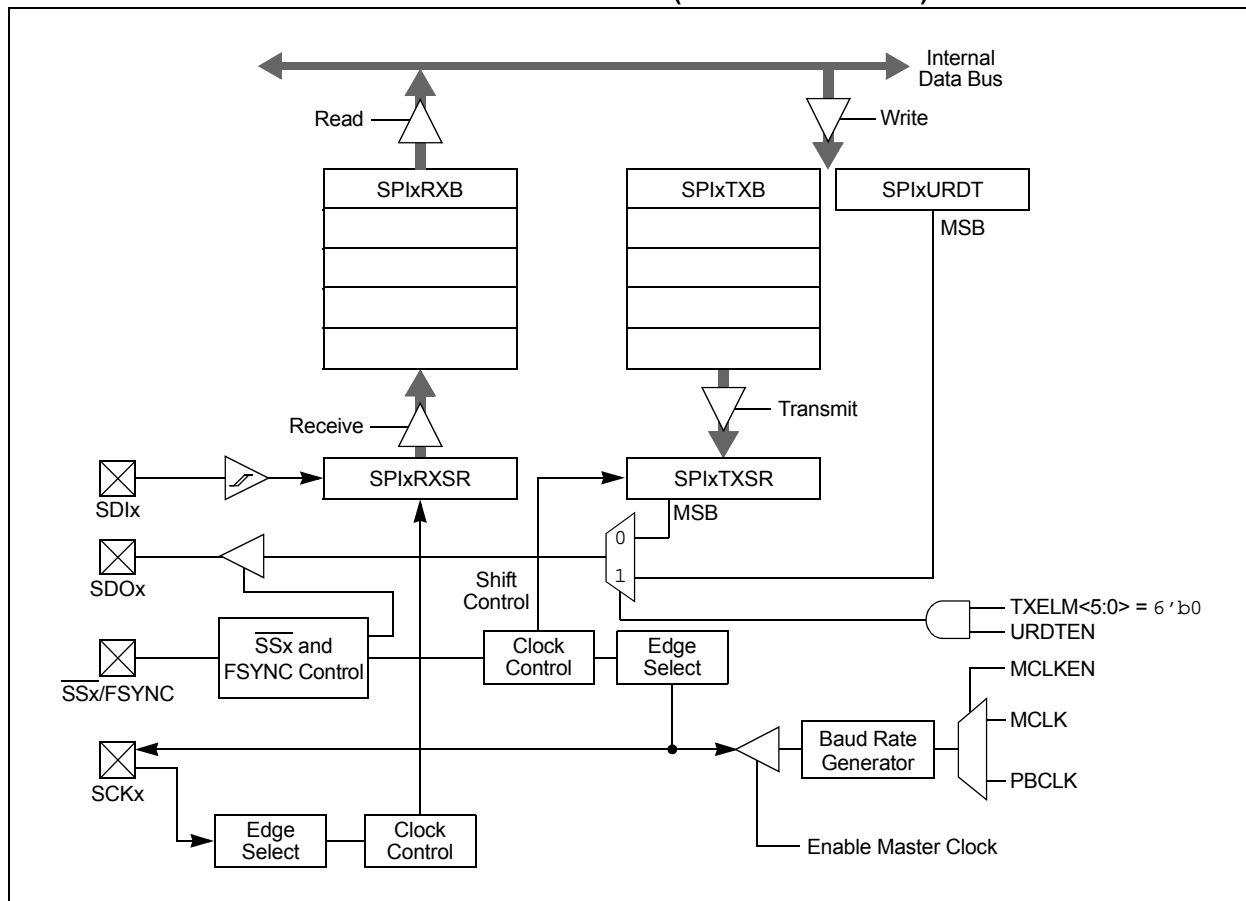 Internal
Data Bus
Read
Write
SPIxRXB
SPIxTXB
SPIxURDT
MSB
Receive
Transmit
SPIxRXSR
SPIxTXSR
SDIx
MSB
0
1
SDOx
Shift
Control
TXELM<5:0> = 6'b0
URDTEN
SSx and
FSYNC Control
Clock
Control
Edge
Select
SSx/FSYNC
MCLKEN
MCLK
Baud Rate
Generator
PBCLK
SCKx
Edge
Select
Clock
Control
Enable Master Clock